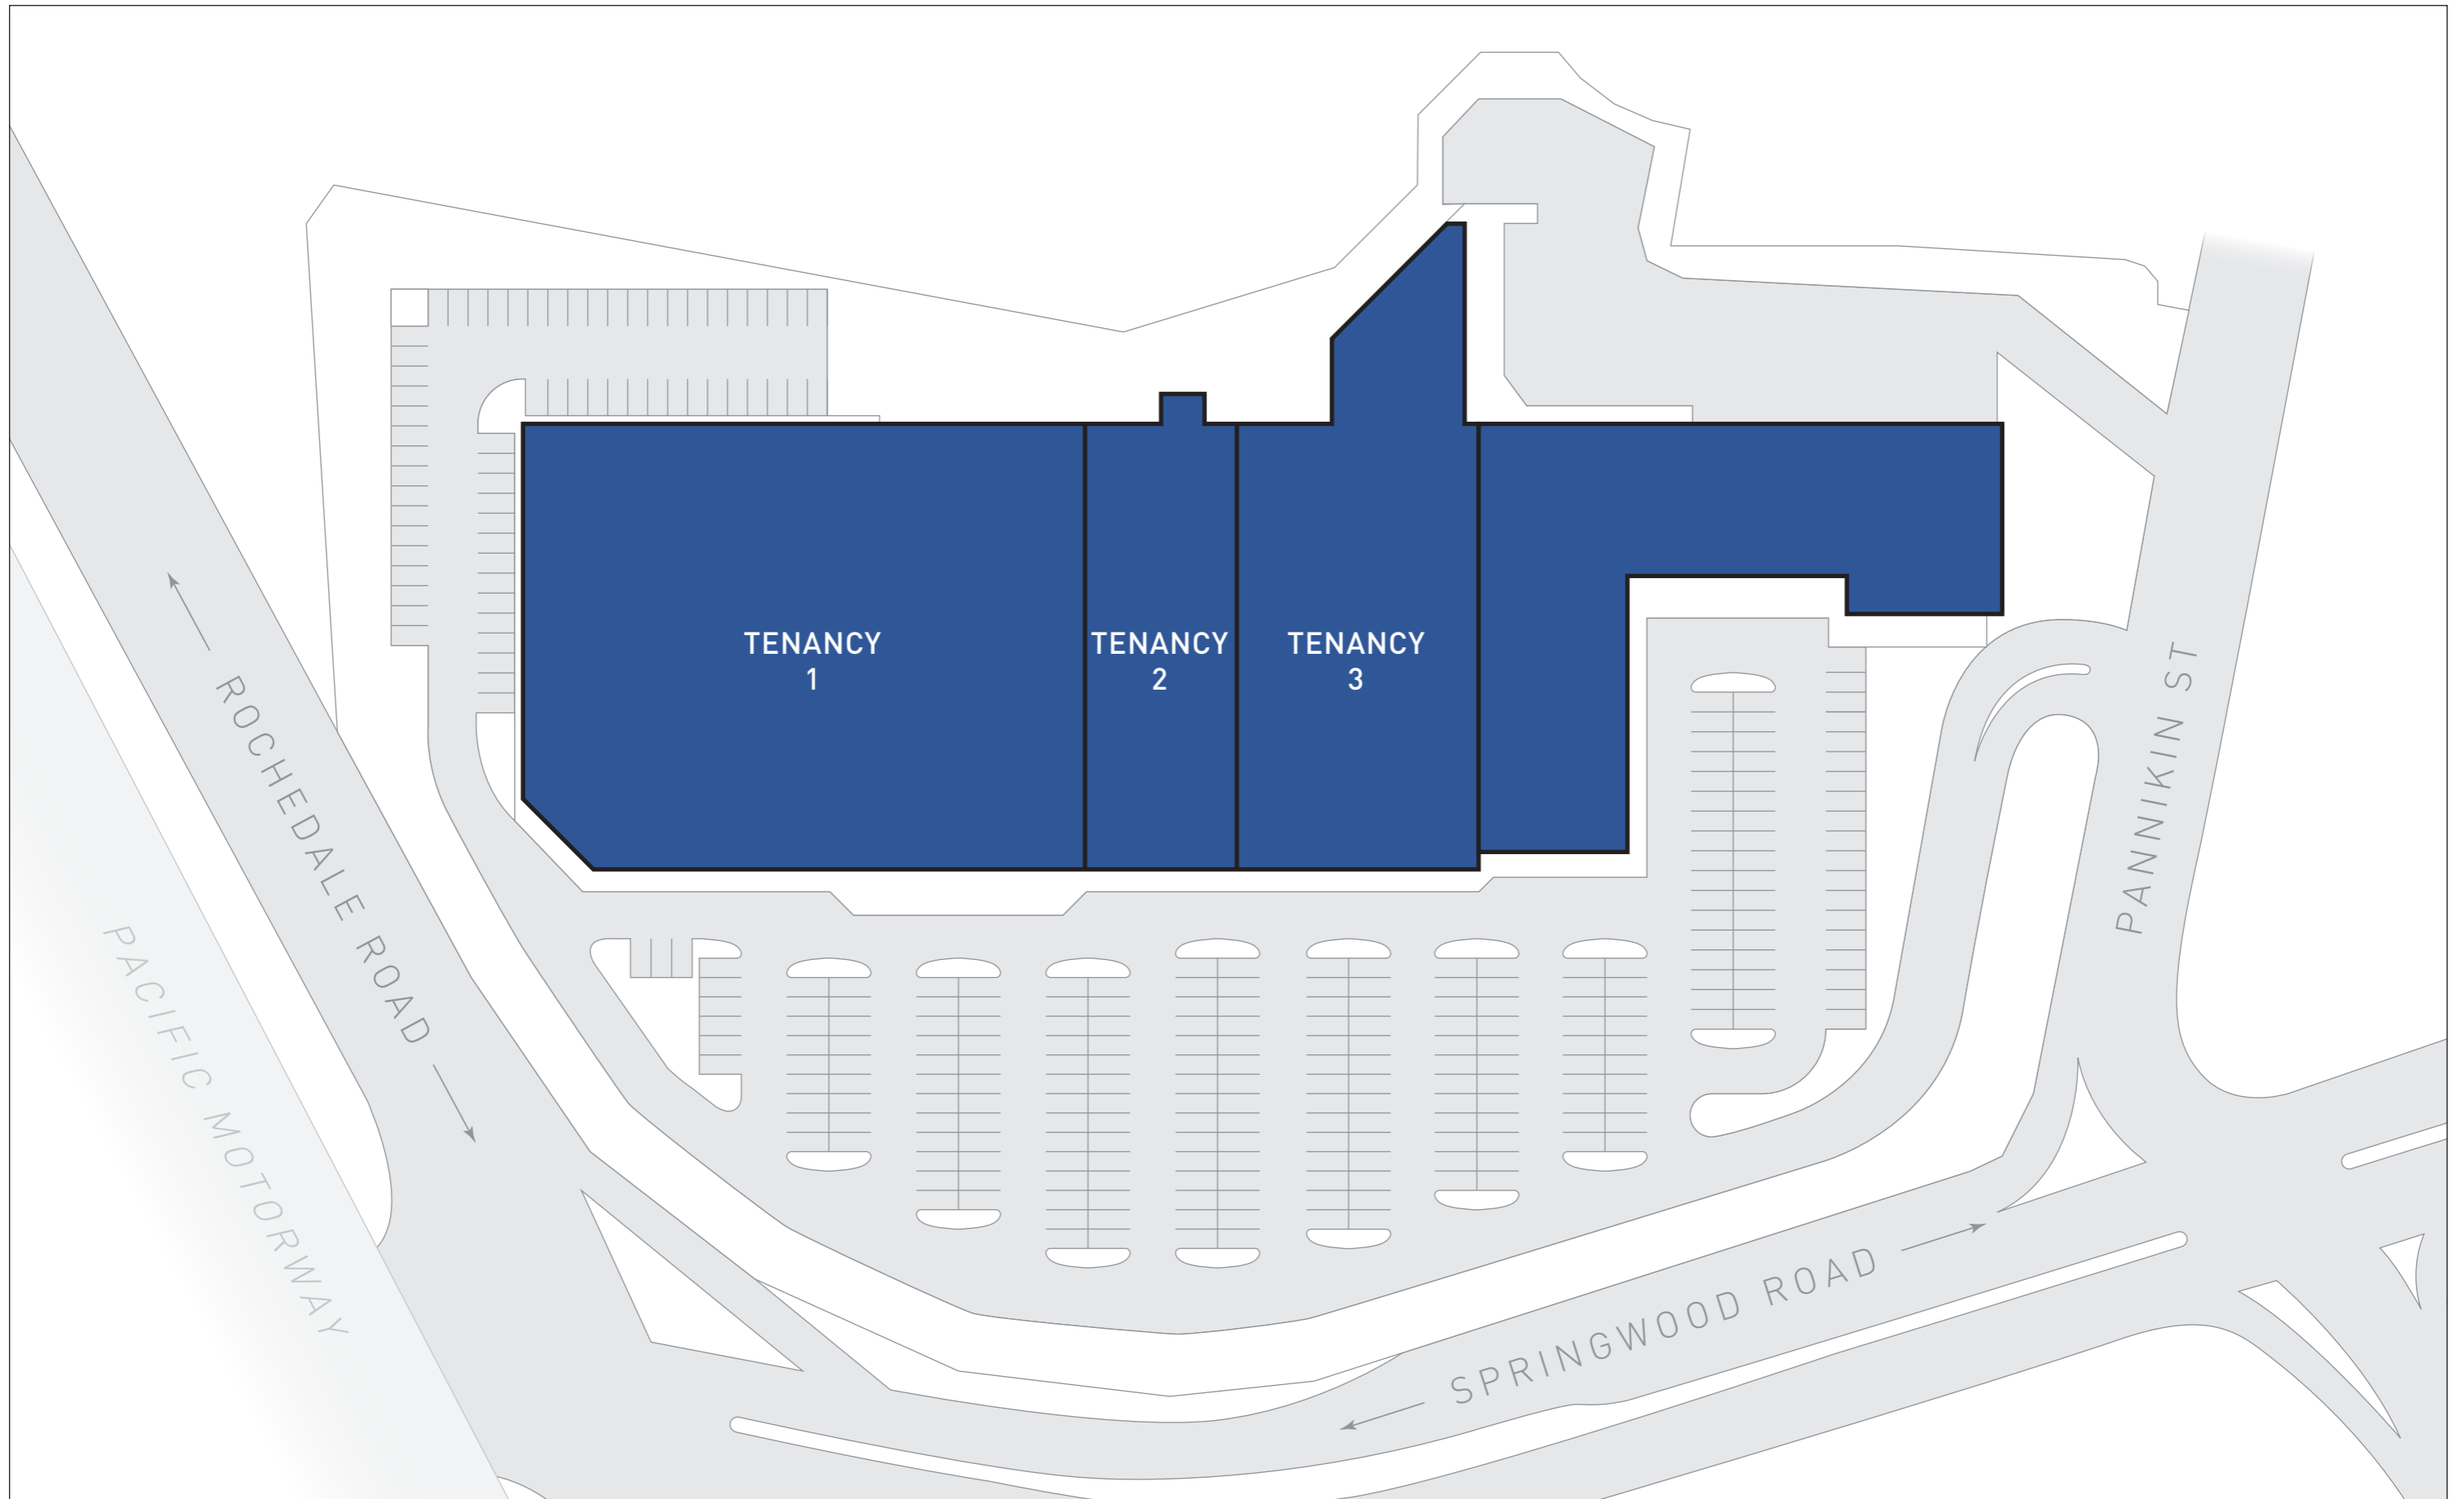 TENANCY
1
TENANCY
2
TENANCY
3
ROCHEDALE ROAD
PACIFIC MOTORWAY
PANNIKIN ST
SPRINGWOOD ROAD